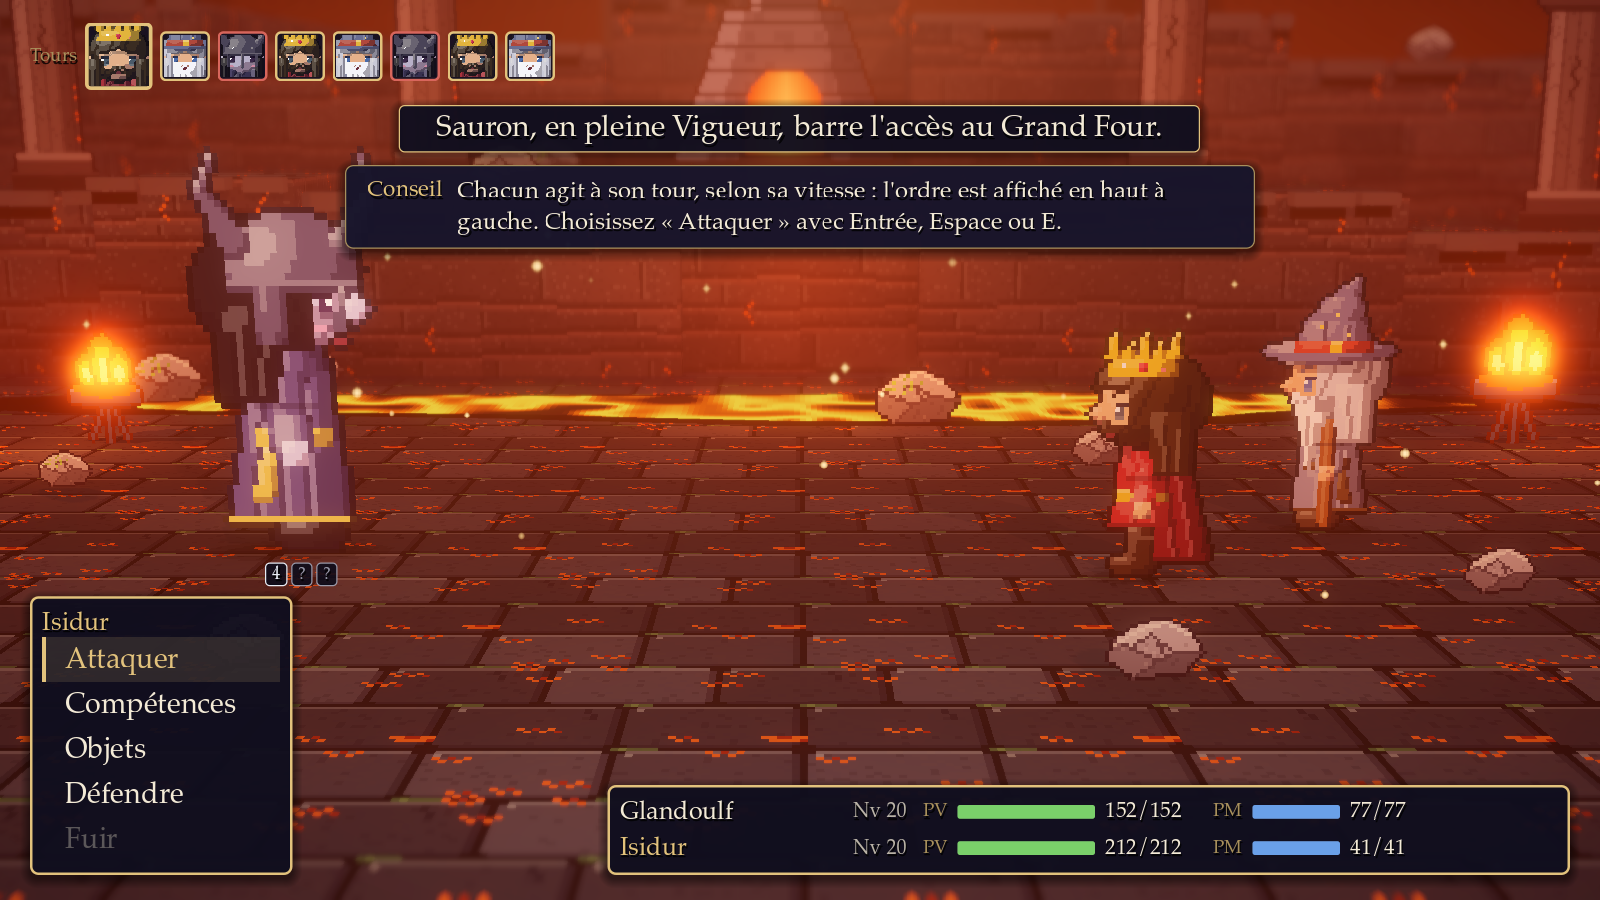 Tours
Sauron, en pleine Vigueur, barre l'accès au Grand Four.
Conseil Chacun agit à son tour, selon sa vitesse : l'ordre est affiché en haut à
gauche. Choisissez « Attaquer » avec Entrée, Espace ou E.
4 ? ?
Isidur
Attaquer
Compétences
Objets
Défendre
Fuir
Glandoulf Nv 20 PV 152/152 PM 77/77
Isidur Nv 20 PV 212/212 PM 41/41